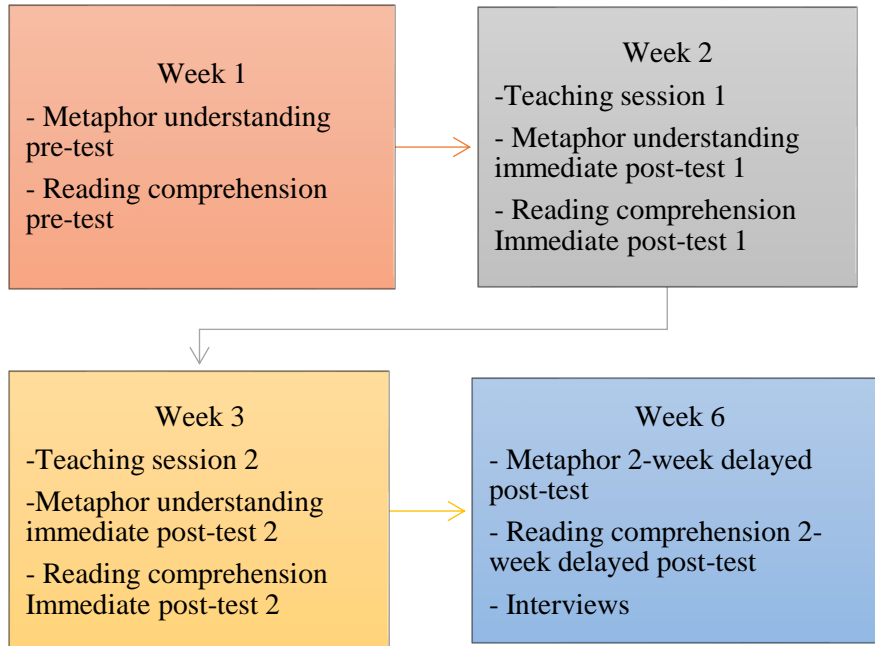 Week 1
- Metaphor understanding
pre-test
- Reading comprehension
pre-test
Week 2
-Teaching session 1
- Metaphor understanding
immediate post-test 1
- Reading comprehension
Immediate post-test 1
Week 3
-Teaching session 2
-Metaphor understanding
immediate post-test 2
- Reading comprehension
Immediate post-test 2
Week 6
- Metaphor 2-week delayed
post-test
- Reading comprehension 2-
week delayed post-test
- Interviews